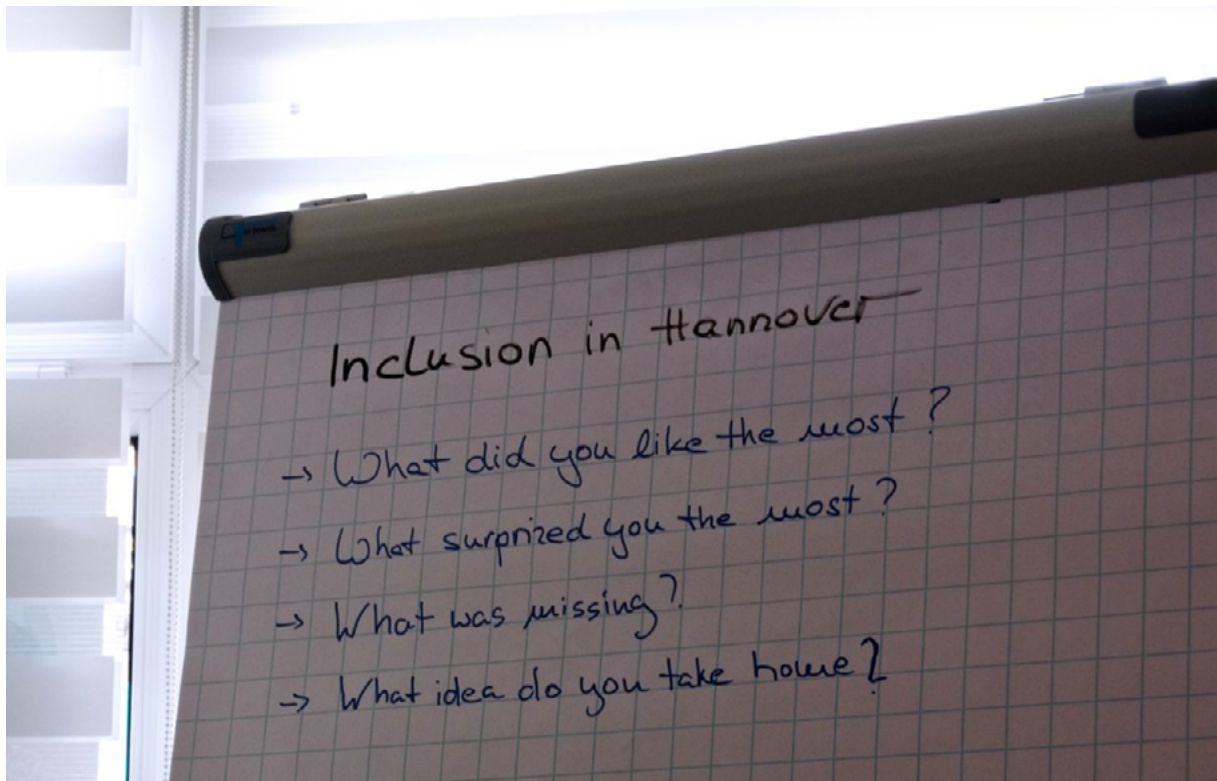 Inclusion in Hannover
→ What did you like the most?
→ What surprized you the most?
→ What was missing?
→ What idea do you take home?